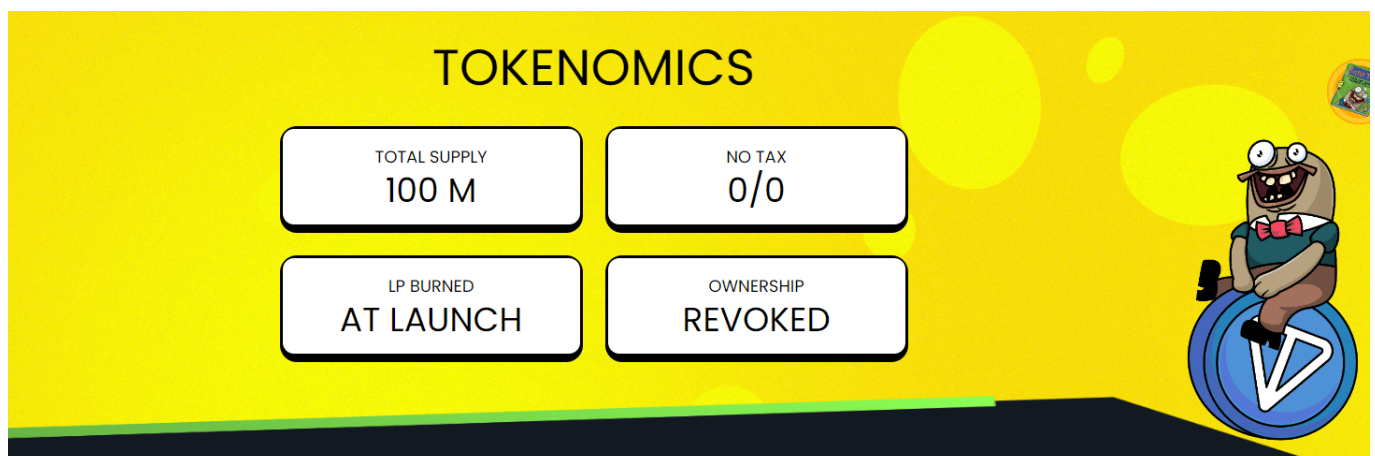 TOKENOMICS
TOTAL SUPPLY
100 M
NO TAX
0/0
LP BURNED
AT LAUNCH
OWNERSHIP
REVOKED